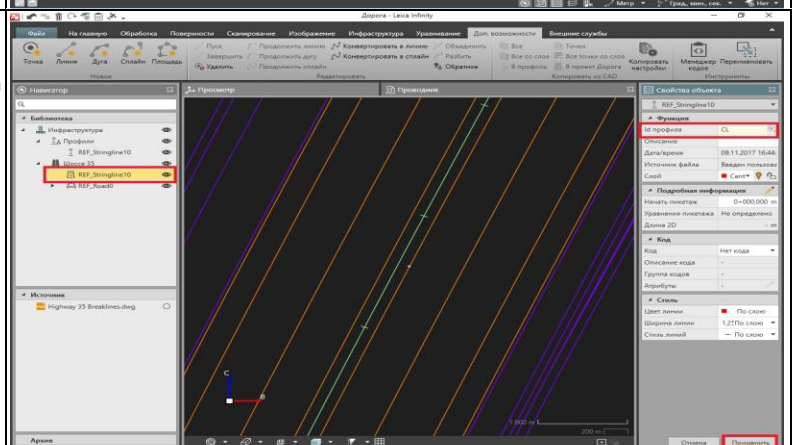 Метр
Град, мин, сек.
Нет
Дорога - Leica Infinity
Файл На главную Обработка Поверхности Сканирование Изображение Инфраструктура Уравнивание Доп. возможности Внешние службы
Точка Линия Дуга Сплайн Площадь
Новое
Пуск
Завершить
Удалить
Продолжить линию
Продолжить дугу
Продолжить сплайн
Конвертировать в линию
Конвертировать в сплайн
Объединить
Разбить
Обратное
Редактировать
Все
Все со слоя
В профиль
Точки
Все точки со слоя
В проект Дорога
Копировать из CAD
Копировать настройки
Менеджер кодов
Переименовать
Инструменты
Навигатор
Библиотека
Инфраструктура
Профили
REF_Stringline10
Шоссе 35
REF_Stringline10
REF_Road0
Источник
Highway 35 Breaklines.dwg
Архив
Просмотр
Проводник
С
В
1 000 м
200 m
Свойства объекта
REF_Stringline10
Функция
Id профиля CL
Описание
Дата/время 09.11.2017 16:44:
Источник файла Введен пользова
Слой Cent
Подробная информация
Начать пикетаж 0+000,000 m
Уравнения пикетажа Не определено
Длина 2D - m
Код
Код Нет кода
Описание кода -
Группа кодов -
Атрибуты -
Стиль
Цвет линии По слою
Ширина линии По слою
Стиль линий По слою
Отмена Применить